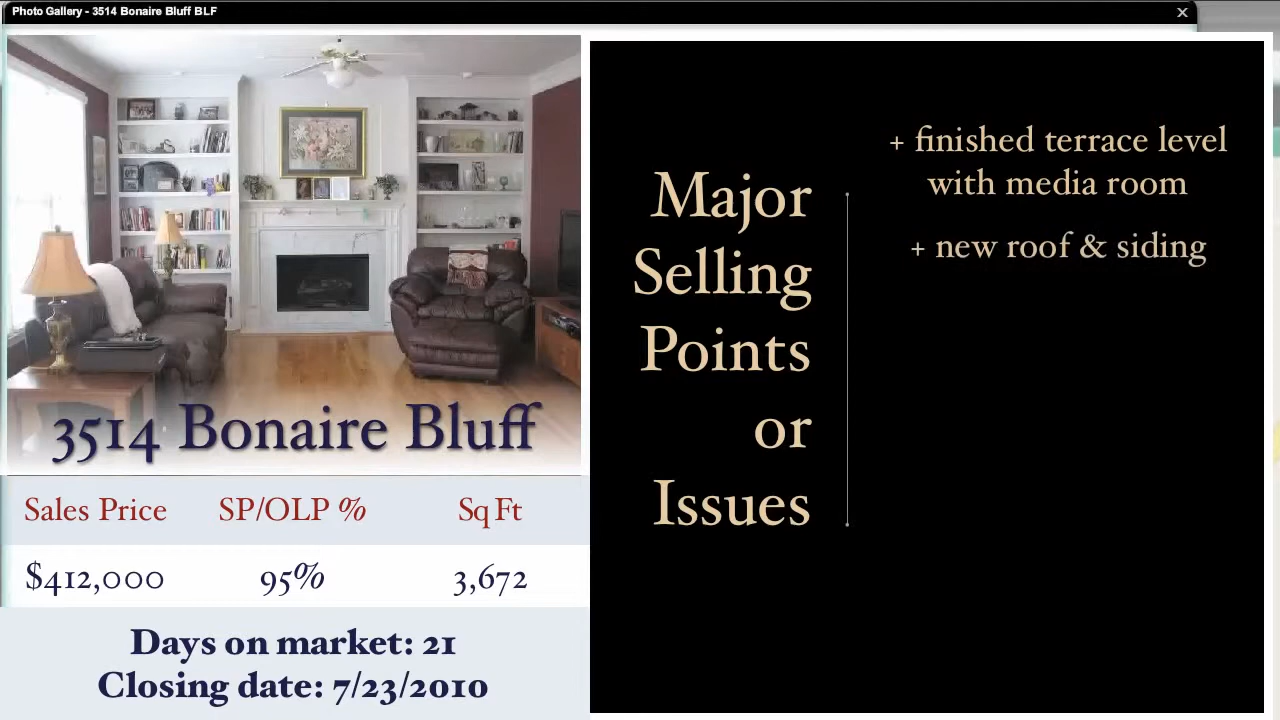 Photo Gallery - 3514 Bonaire Bluff BLF
3514 Bonaire Bluff
Sales Price SP/OLP % Sq Ft
$412,000 95% 3,672
Days on market: 21
Closing date: 7/23/2010
Major
Selling
Points
or
Issues
+ finished terrace level
with media room
+ new roof & siding